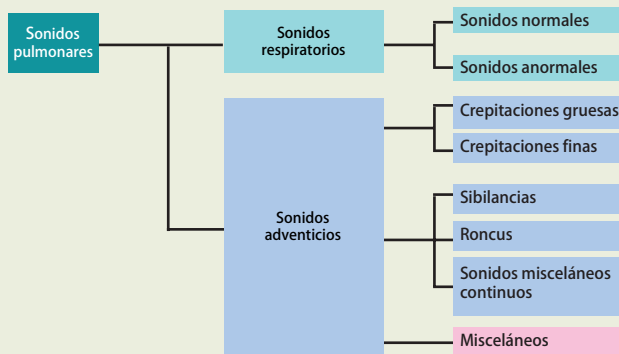 Sonidos
pulmonares
Sonidos
respiratorios
Sonidos normales
Sonidos anormales
Sonidos
adventicios
Crepitaciones gruesas
Crepitaciones finas
Sibilancias
Roncus
Sonidos misceláneos
continuos
Misceláneos